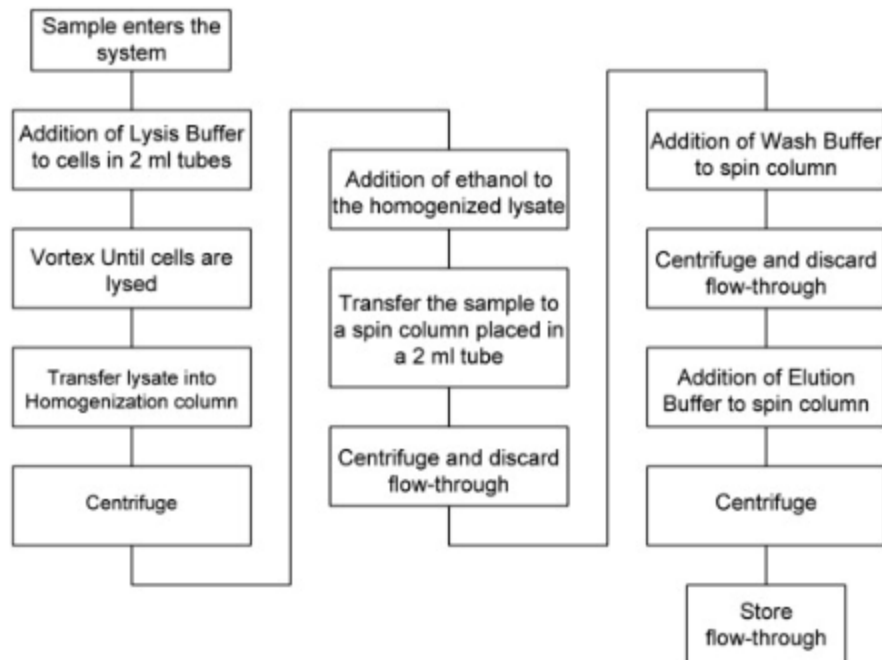 Sample enters the
system
Addition of Lysis Buffer
to cells in 2 ml tubes
Vortex Until cells are
lysed
Transfer lysate into
Homogenization column
Centrifuge
Addition of ethanol to
the homogenized lysate
Transfer the sample to
a spin column placed in
a 2 ml tube
Centrifuge and discard
flow-through
Addition of Wash Buffer
to spin column
Centrifuge and discard
flow-through
Addition of Elution
Buffer to spin column
Centrifuge
Store
flow-through